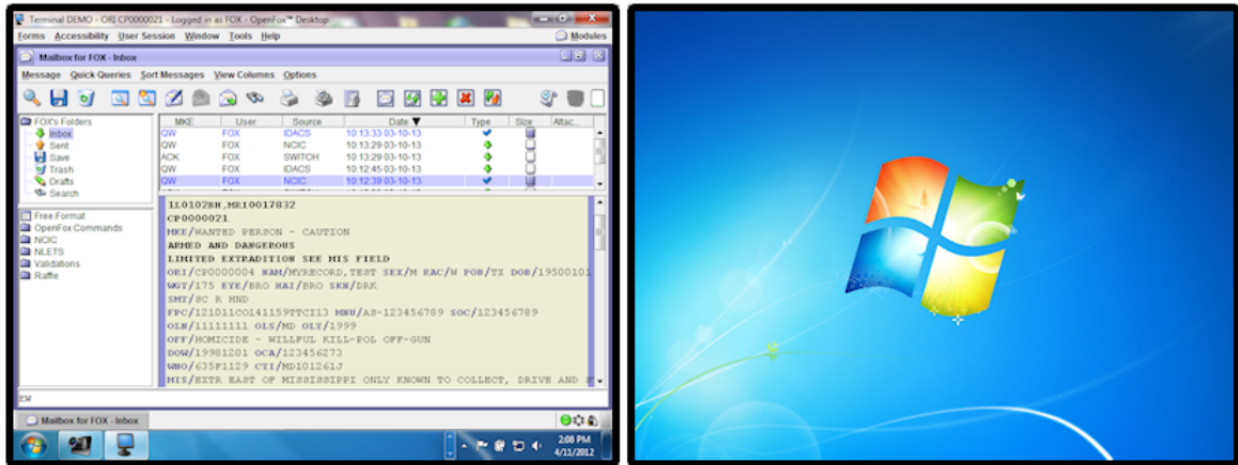 Terminal DEMO - ORI CP0000021 - Logged in as FOX - OpenFox™ Desktop
Forms Accessibility User Session Window Tools Help Modules
Mailbox for FOX - Inbox
Message Quick Queries Sort Messages View Columns Options
FOX's Folders
Inbox
Sent
Save
Trash
Drafts
Search
Free Format
OpenFox Commands
NCIC
NLETS
Validations
Raffle
MKE User Source Date ▼ Type Size Attac...
QW FOX IDACS 10:13:33 03-10-13
QW FOX NCIC 10:13:29 03-10-13
ACK FOX SWITCH 10:13:29 03-10-13
QW FOX IDACS 10:12:45 03-10-13
QW FOX NCIC 10:12:39 03-10-13
1L0102BH,MRI0017832
CP0000021
MKE/WANTED PERSON - CAUTION
ARMED AND DANGEROUS
LIMITED EXTRADITION SEE MIS FIELD
ORI/CP0000004 NAM/MYRECORD,TEST SEX/M RAC/W POB/TX DOB/19500101
WGT/175 EYE/BRO HAI/BRO SKN/DRK
SMT/SC R HND
FPC/121011CO141159TTCI13 MNU/AS-123456789 SOC/123456789
OLN/11111111 OLS/MD OLY/1999
OFF/HOMICIDE - WILLFUL KILL-POL OFF-GUN
DOW/19981201 OCA/123456273
WNO/635F1129 CTI/MD101261J
MIS/EXTR EAST OF MISSISSIPPI ONLY KNOWN TO COLLECT, DRIVE AND
Mailbox for FOX - Inbox
2:08 PM
4/11/2012